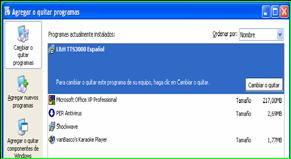 Agregar o quitar programas
Cambiar o
quitar
programas
Agregar nuevos
programas
Agregar o quitar
componentes de
Windows
Programas actualmente instalados:
Ordenar por: Nombre
L&H TTS3000 Español
Para cambiar o quitar este programa de su equipo, haga clic en Cambiar o quitar.
Cambiar o quitar
Microsoft Office XP Professional Tamaño 217,00MB
PER Antivirus Tamaño 2,69MB
Shockwave
vanBasco's Karaoke Player Tamaño 1,77MB